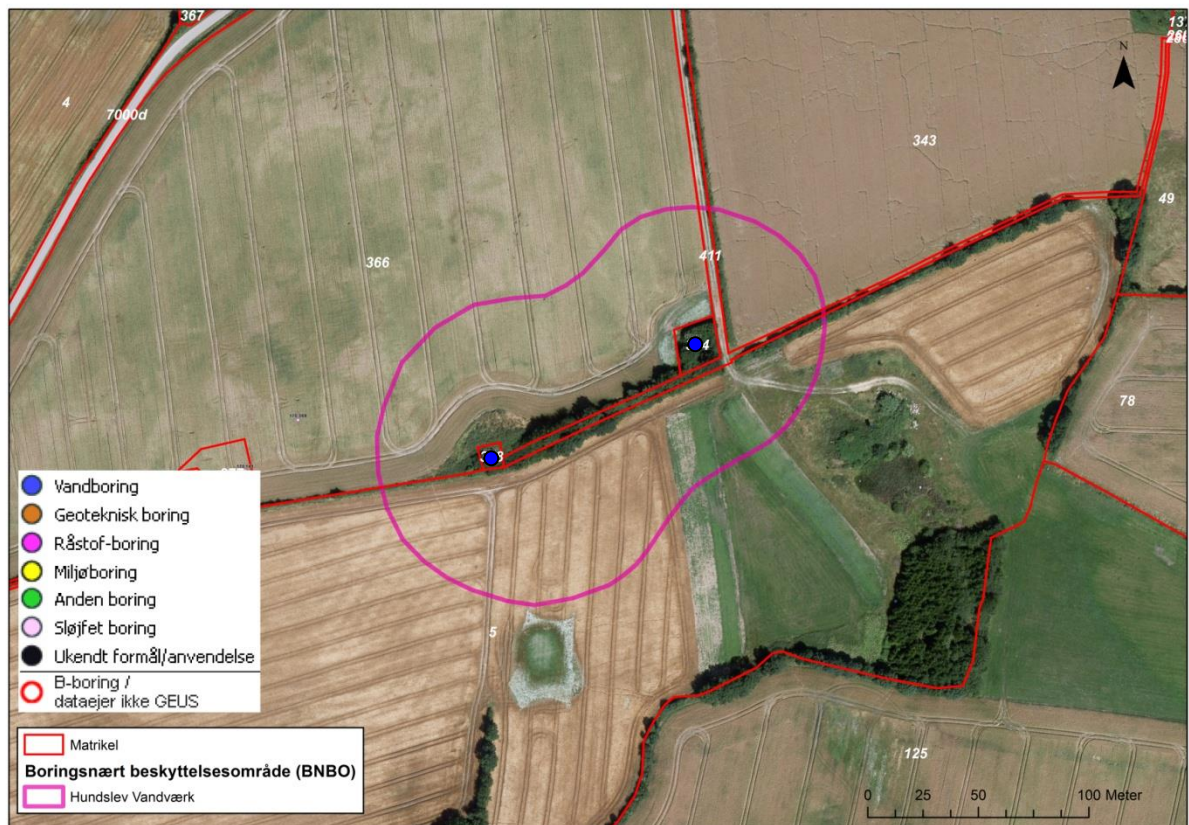 367
13
260
4
7000d
N
343
49
366
411
78
Vandboring
Geoteknisk boring
Råstof-boring
Miljøboring
Anden boring
Sløjfet boring
Ukendt formål/anvendelse
B-boring /
dataejer ikke GEUS
5
125
Matrikel
Boringsnært beskyttelsesområde (BNBO)
Hundslev Vandværk
0 25 50 100 Meter